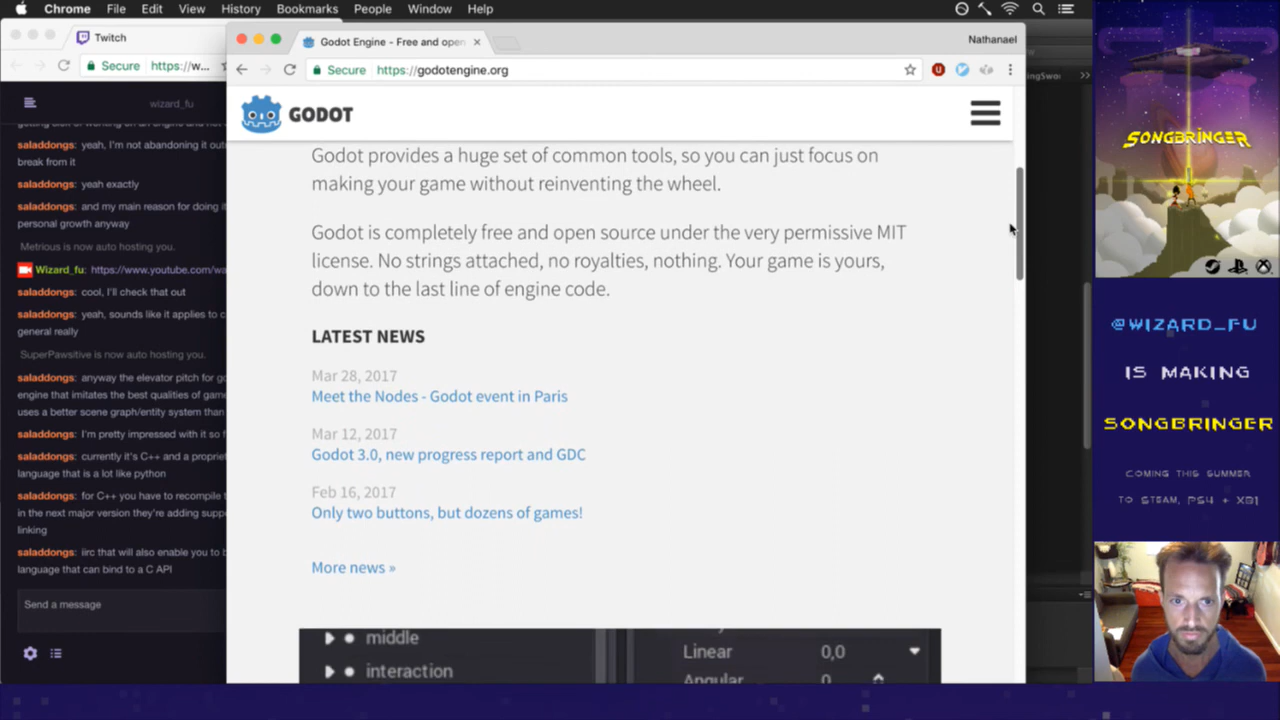 Chrome File Edit View History Bookmarks People Window Help
Twitch
Secure https://w...
wizard_fu
saladdongs: yeah, I'm not abandoning it
break from it
saladdongs: yeah exactly
saladdongs: and my main reason for doing
personal growth anyway
Metrious is now auto hosting you.
Wizard_fu: https://www.youtube.com/
saladdongs: cool, I'll check that out
saladdongs: yeah, sounds like it applies to
general really
SuperPawsitive is now auto hosting you.
saladdongs: anyway the elevator pitch for
engine that imitates the best qualities of
uses a better scene graph/entity system than
saladdongs: I'm pretty impressed with it so
saladdongs: currently it's C++ and a
language that is a lot like python
saladdongs: for C++ you have to recompile
in the next major version they're adding
linking
saladdongs: iirc that will also enable you to
language that can bind to a C API
Send a message
Godot Engine - Free and open
Nathanael
Secure https://godotengine.org
GODOT
Godot provides a huge set of common tools, so you can just focus on
making your game without reinventing the wheel.
Godot is completely free and open source under the very permissive MIT
license. No strings attached, no royalties, nothing. Your game is yours,
down to the last line of engine code.
LATEST NEWS
Mar 28, 2017
Meet the Nodes - Godot event in Paris
Mar 12, 2017
Godot 3.0, new progress report and GDC
Feb 16, 2017
Only two buttons, but dozens of games!
More news »
middle
interaction
Linear 0,0
Angular 0
SONGBRINGER
@WIZARD_FU
IS MAKING
SONGBRINGER
COMING THIS SUMMER
TO STEAM, PS4 + XB1